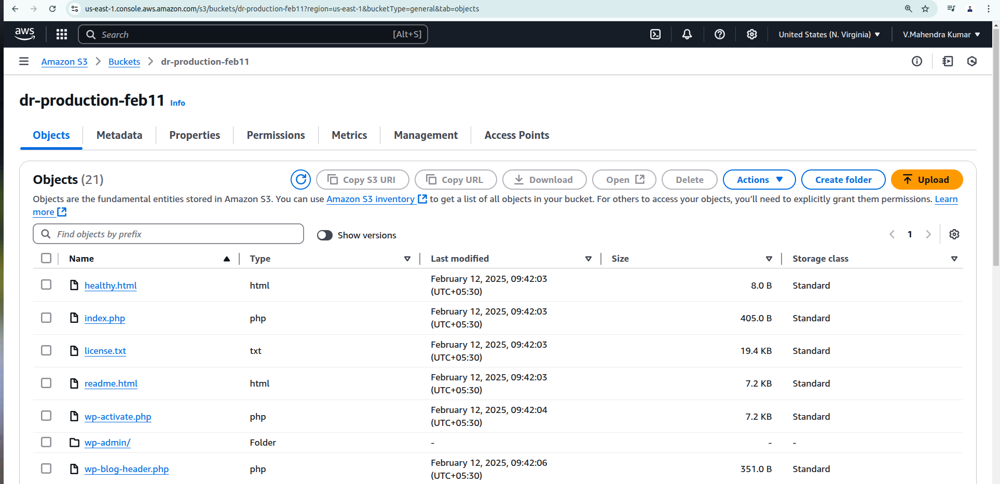 us-east-1.console.aws.amazon.com/s3/buckets/dr-production-feb11?region=us-east-1&bucketType=general&tab=objects
aws Search [Alt+S] United States (N. Virginia) V.Mahendra Kumar
Amazon S3 Buckets dr-production-feb11
dr-production-feb11 Info
Objects Metadata Properties Permissions Metrics Management Access Points
Objects (21) Copy S3 URI Copy URL Download Open Delete Actions Create folder Upload
Objects are the fundamental entities stored in Amazon S3. You can use Amazon S3 inventory to get a list of all objects in your bucket. For others to access your objects, you’ll need to explicitly grant them permissions. Learn
more
Find objects by prefix Show versions 1
Name Type Last modified Size Storage class
healthy.html html February 12, 2025, 09:42:03 (UTC+05:30) 8.0 B Standard
index.php php February 12, 2025, 09:42:03 (UTC+05:30) 405.0 B Standard
license.txt txt February 12, 2025, 09:42:03 (UTC+05:30) 19.4 KB Standard
readme.html html February 12, 2025, 09:42:03 (UTC+05:30) 7.2 KB Standard
wp-activate.php php February 12, 2025, 09:42:04 (UTC+05:30) 7.2 KB Standard
wp-admin/ Folder - - -
wp-blog-header.php php February 12, 2025, 09:42:06 (UTC+05:30) 351.0 B Standard